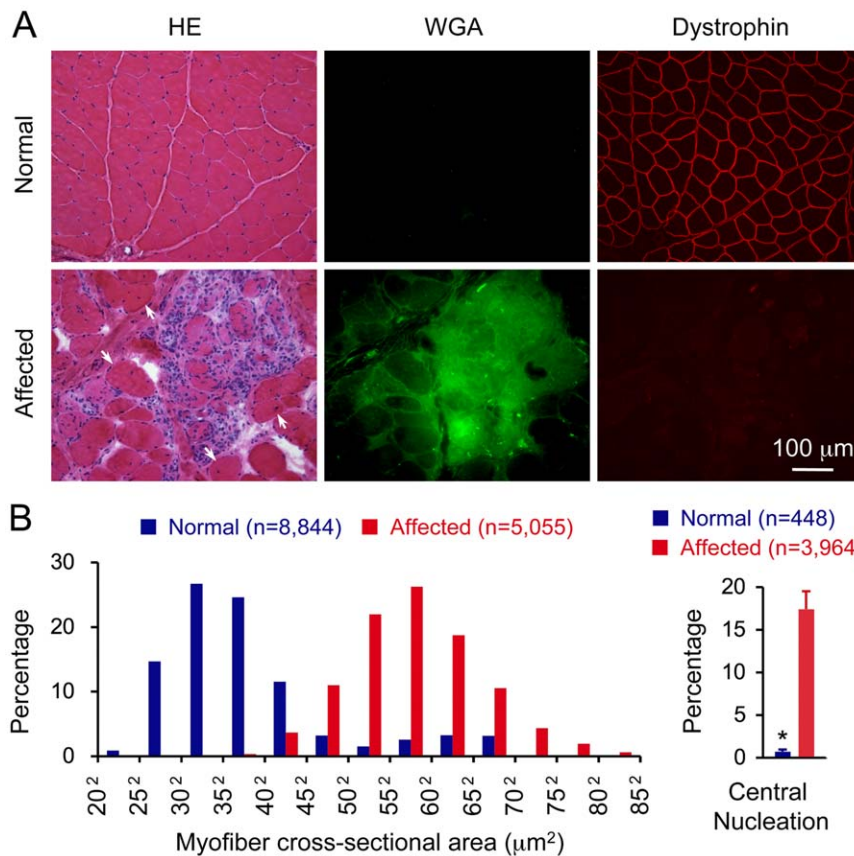 A
HE WGA Dystrophin
Normal
Affected
100 μm
B
Normal (n=8,844) Affected (n=5,055)
Normal (n=448)
Affected (n=3,964
Percentage
30
20
10
0
20² 25² 30² 35² 40² 45² 50² 55² 60² 65² 70² 75² 80² 85²
Myofiber cross-sectional area (μm²)
Percentage
20
15
10
5
0
*
Central
Nucleation